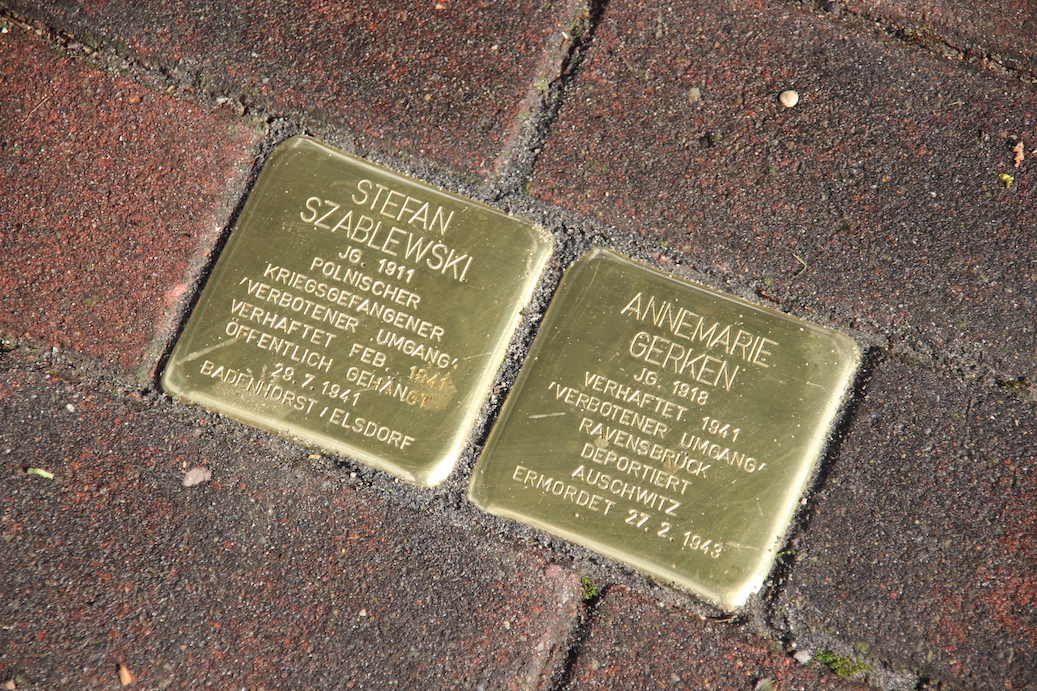 STEFAN
SZABLEWSKI
JG. 1911
POLNISCHER
KRIEGSGEFANGENER
'VERBOTENER UMGANG'
VERHAFTET FEB. 1941
ÖFFENTLICH GEHÄNGT
29.7.1941
BADENHORST / ELSDORF
ANNEMARIE
GERKEN
JG. 1918
VERHAFTET 1941
'VERBOTENER UMGANG'
RAVENSBRÜCK
DEPORTIERT
AUSCHWITZ
ERMORDET 27.2.1943